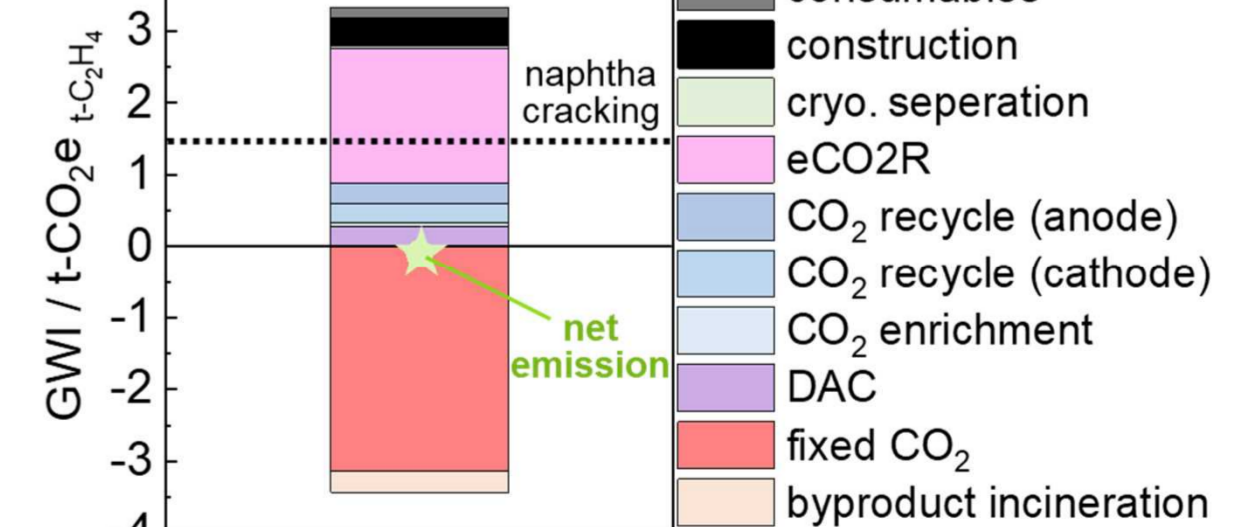 consumables
3
construction
naphtha
cracking
2
cryo. seperation
eCO2R
1
CO₂ recycle (anode)
0
CO₂ recycle (cathode)
-1
net
emission
CO₂ enrichment
-2
DAC
-3
fixed CO₂
byproduct incineration
GWI / t-CO₂e t-C₂H₄